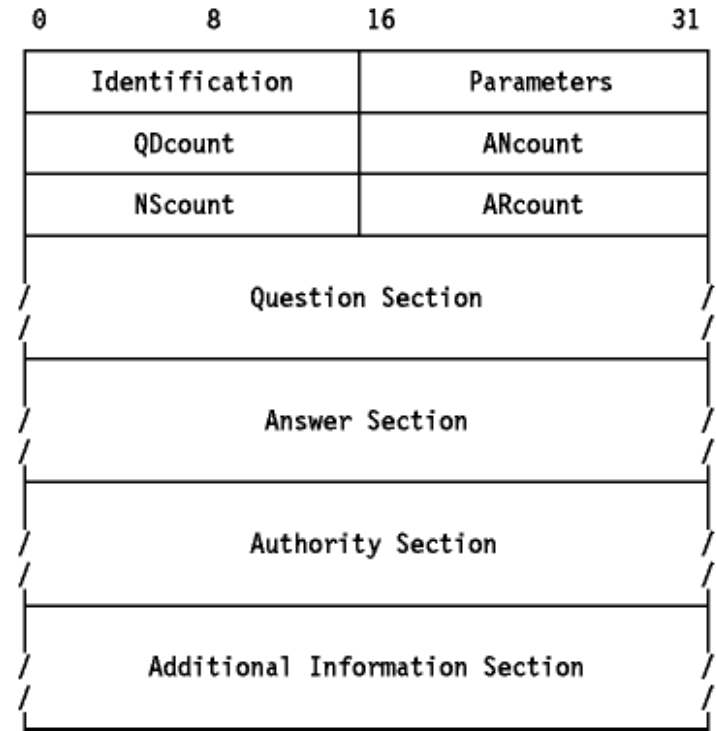 0 8 16 31
Identification Parameters
QDcount ANcount
NScount ARcount
Question Section
Answer Section
Authority Section
Additional Information Section